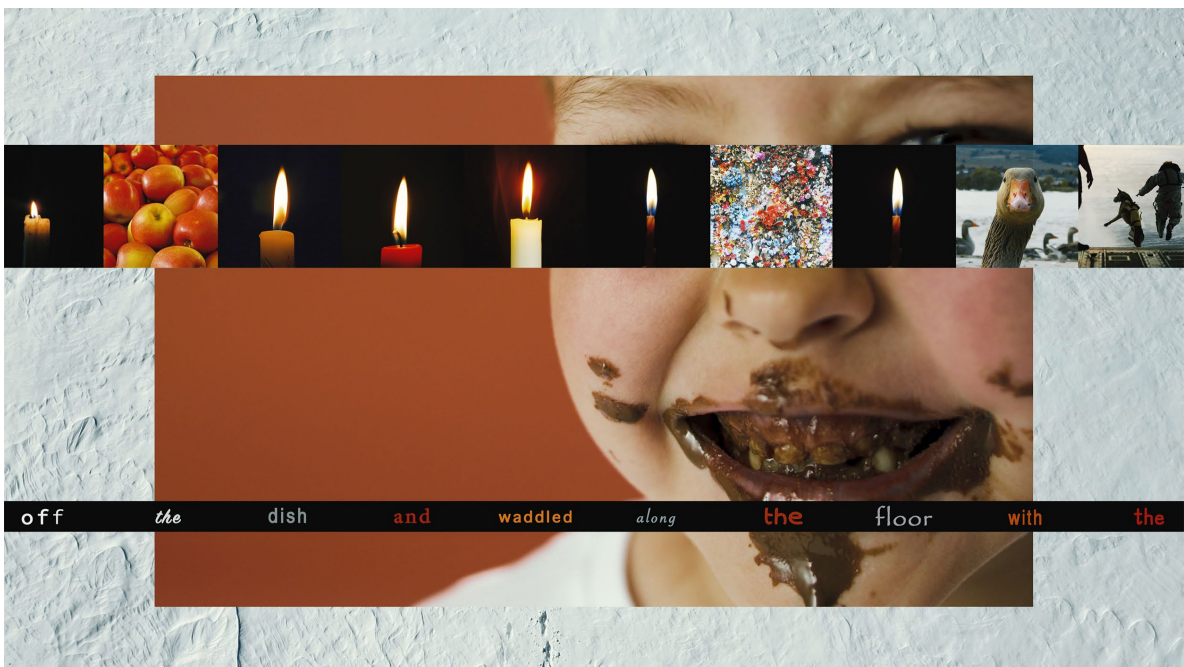 off the dish and waddled along the floor with the